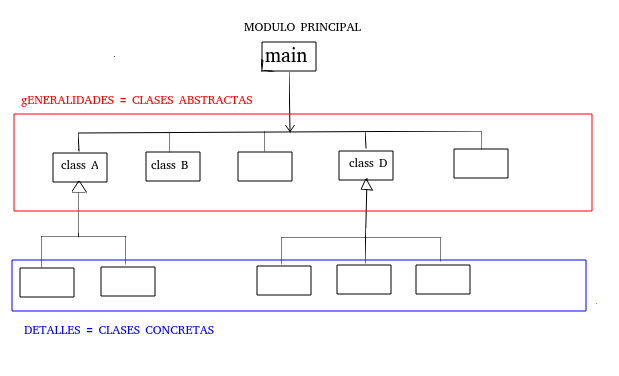 MODULO PRINCIPAL
main
gENERALIDADES = CLASES ABSTRACTAS
class A
class B
class D
DETALLES = CLASES CONCRETAS